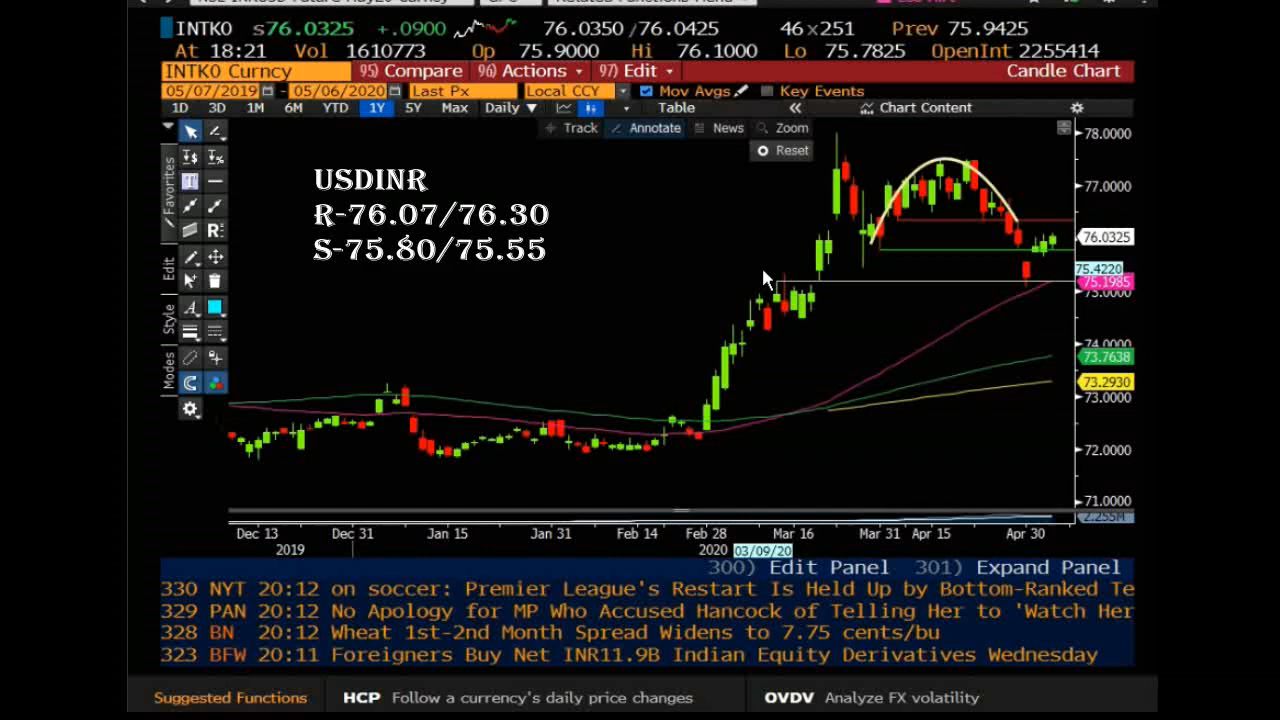 INTK0 s76.0325 +.0900 76.0350/76.0425 46x251 Prev 75.9425
At 18:21 Vol 1610773 Op 75.9000 Hi 76.1000 Lo 75.7825 OpenInt 2255414
INTK0 Curncy 95) Compare 96) Actions 97) Edit Candle Chart
05/07/2019 - 05/06/2020 Last Px Local CCY Mov Avgs Key Events
1D 3D 1M 6M YTD 1Y 5Y Max Daily ▼ Table « Chart Content
Track Annotate News Zoom
Reset
Favorites
Edit
Style
Modes
USDINR
R-76.07/76.30
S-75.80/75.55
78.0000
77.0000
76.0325
75.4220
75.1985
75.0000
74.0000
73.7638
73.2930
73.0000
72.0000
71.0000
2.255M
Dec 13 Dec 31 Jan 15 Jan 31 Feb 14 Feb 28 Mar 16 Mar 31 Apr 15 Apr 30
2019 2020 03/09/20
300) Edit Panel 301) Expand Panel
330 NYT 20:12 on soccer: Premier League's Restart Is Held Up by Bottom-Ranked Te
329 PAN 20:12 No Apology for MP Who Accused Hancock of Telling Her to 'Watch Her
328 BN 20:12 Wheat 1st-2nd Month Spread Widens to 7.75 cents/bu
323 BFW 20:11 Foreigners Buy Net INR11.9B Indian Equity Derivatives Wednesday
Suggested Functions HCP Follow a currency's daily price changes OVDV Analyze FX volatility